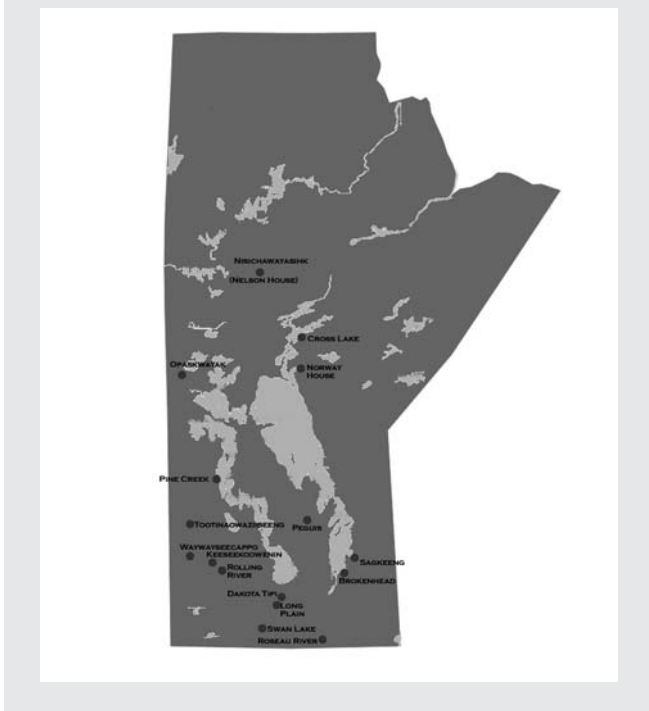 NISICHAWAYASIHK
(NELSON HOUSE)
CROSS LAKE
OPASKWAYAK
NORWAY
HOUSE
PINE CREEK
TOOTINAOWAZIIBEENG
PEGUIS
WAYWAYSEECAPPO
KEESEEKOOWENIN
SAGKEENG
ROLLING
RIVER
BROKENHEAD
DAKOTA TIPI
LONG
PLAIN
SWAN LAKE
ROSEAU RIVER